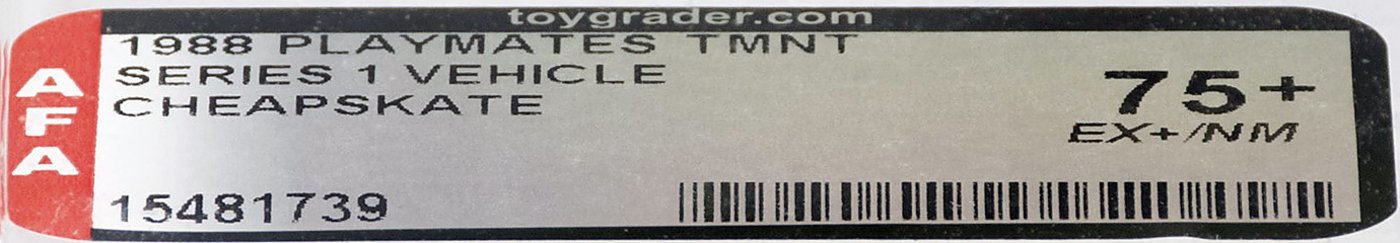 toygrader.com
AFA
1988 PLAYMATES TMNT
SERIES 1 VEHICLE
CHEAPSKATE
75+
EX+/NM
15481739